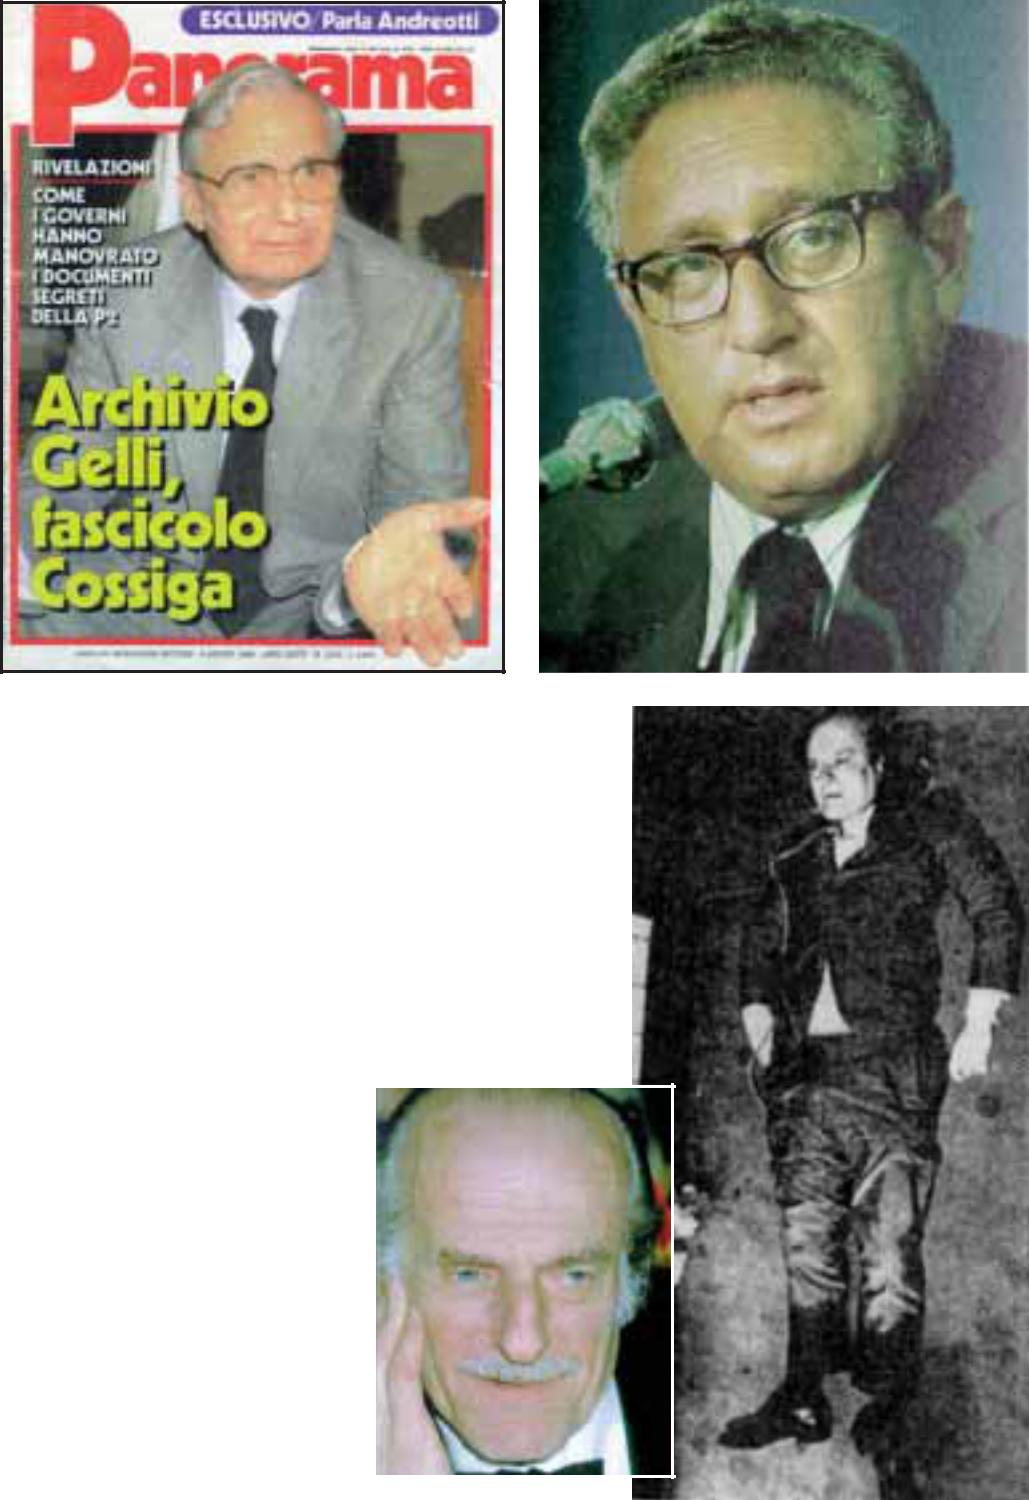 ESCLUSIVO/Parla Andreotti
Panorama
RIVELAZIONI
COME
I GOVERNI
HANNO
MANOVRATO
I DOCUMENTI
SEGRETI
DELLA P2
Archivio
Gelli,
fascicolo
Cossiga